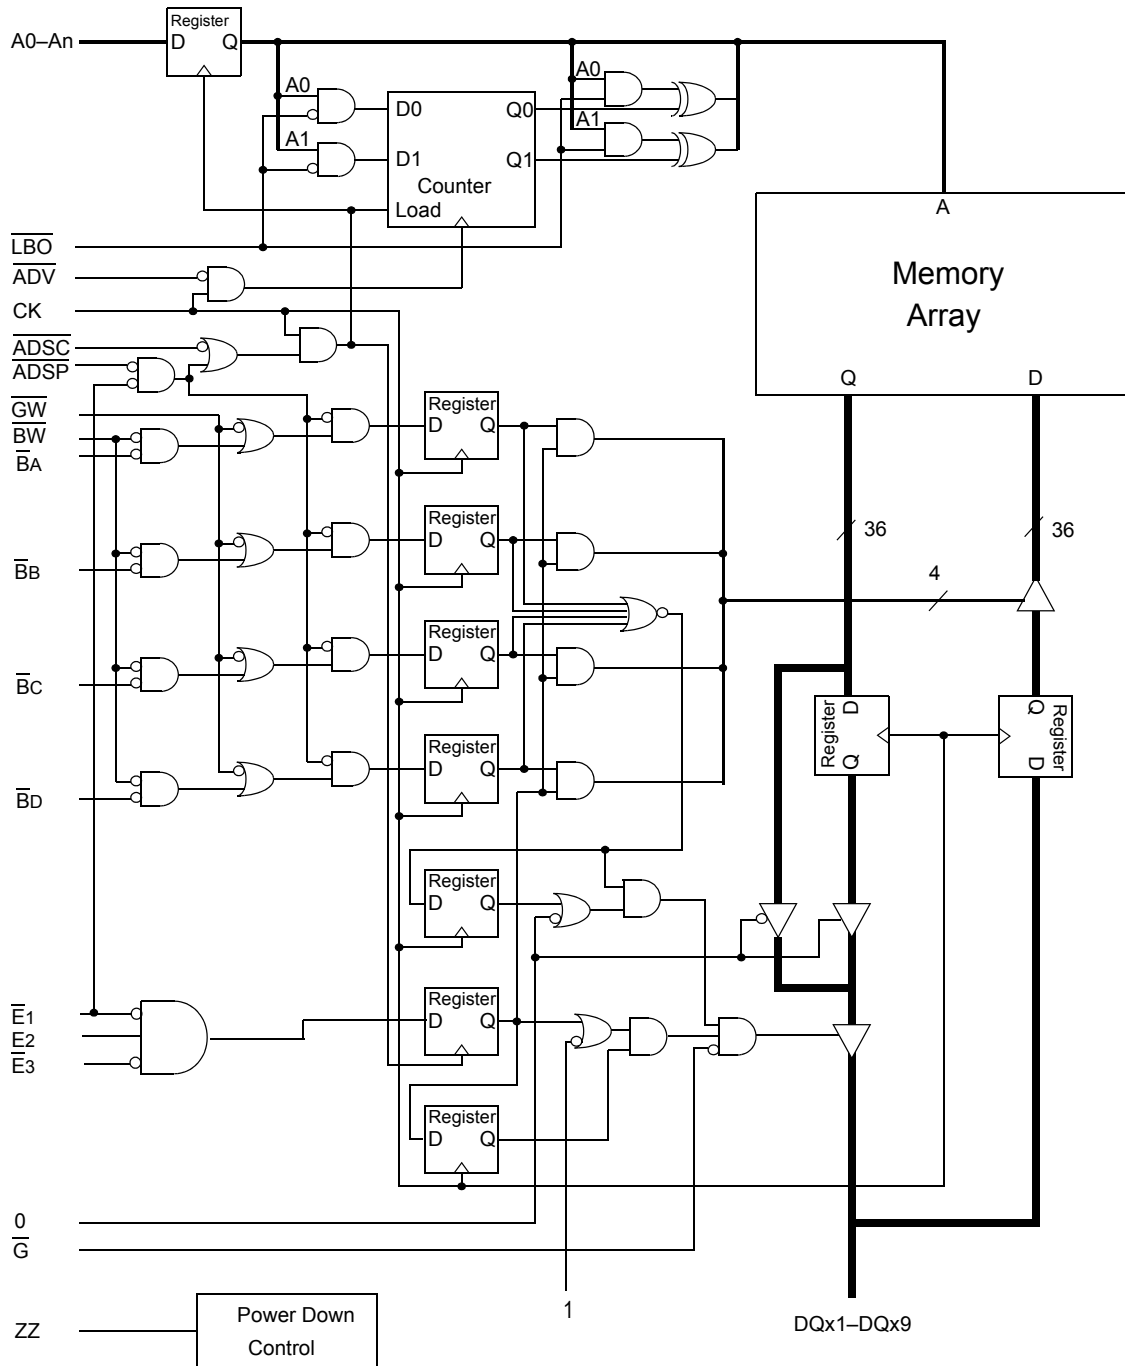 Register
A0–An
D Q
A0
A0
D0
Q0
A1
A1
D1
Q1
Counter
Load
A
LBO
ADV
CK
Memory
Array
ADSC
ADSP
Q
D
GW
BW
BA
Register
D Q
Register
D Q
36
36
BB
4
Register
D Q
BC
Register
D
Q
Register
Q
D
Register
D Q
BD
Register
D Q
Register
D Q
E1
E2
E3
Register
D Q
0
G
1
ZZ
Power Down
Control
DQx1–DQx9